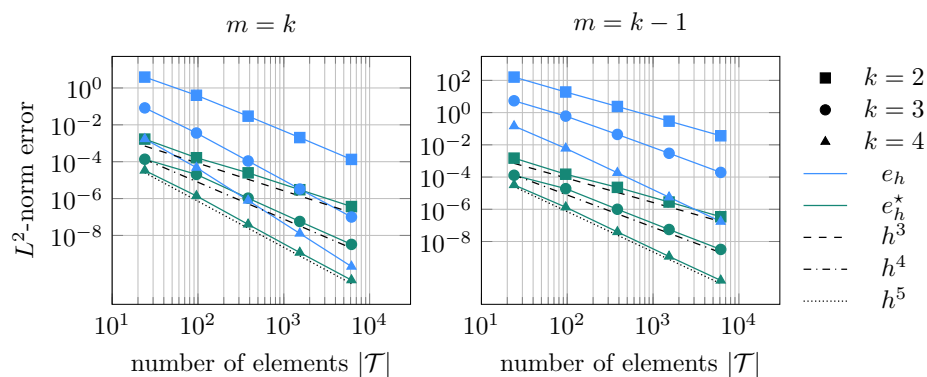 m = k
m = k − 1
L²-norm error
10⁰
10⁻²
10⁻⁴
10⁻⁶
10⁻⁸
10¹ 10² 10³ 10⁴
number of elements |𝒯|
10²
10⁰
10⁻²
10⁻⁴
10⁻⁶
10⁻⁸
10¹ 10² 10³ 10⁴
number of elements |𝒯|
k = 2
k = 3
k = 4
eₕ
eₕ⋆
h³
h⁴
h⁵